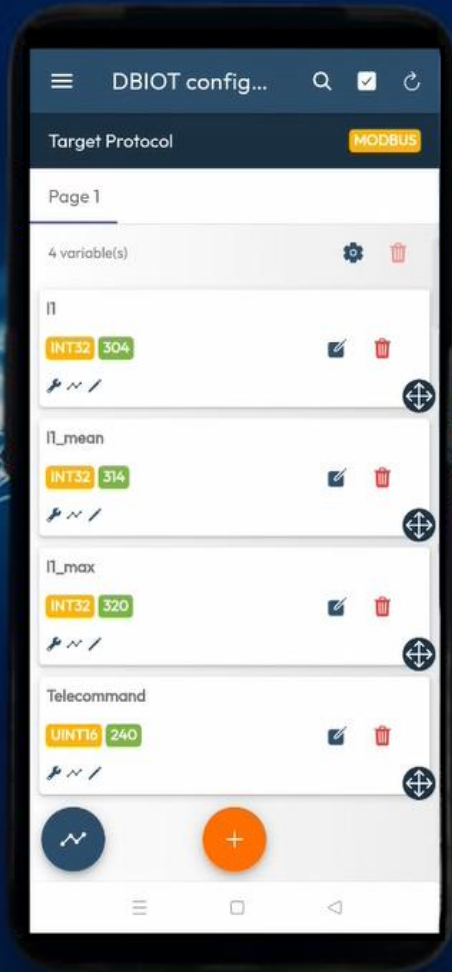 DBIOT config...
Target Protocol MODBUS
Page 1
4 variable(s)
I1
INT32 304
I1_mean
INT32 314
I1_max
INT32 320
Telecommand
UINT16 240